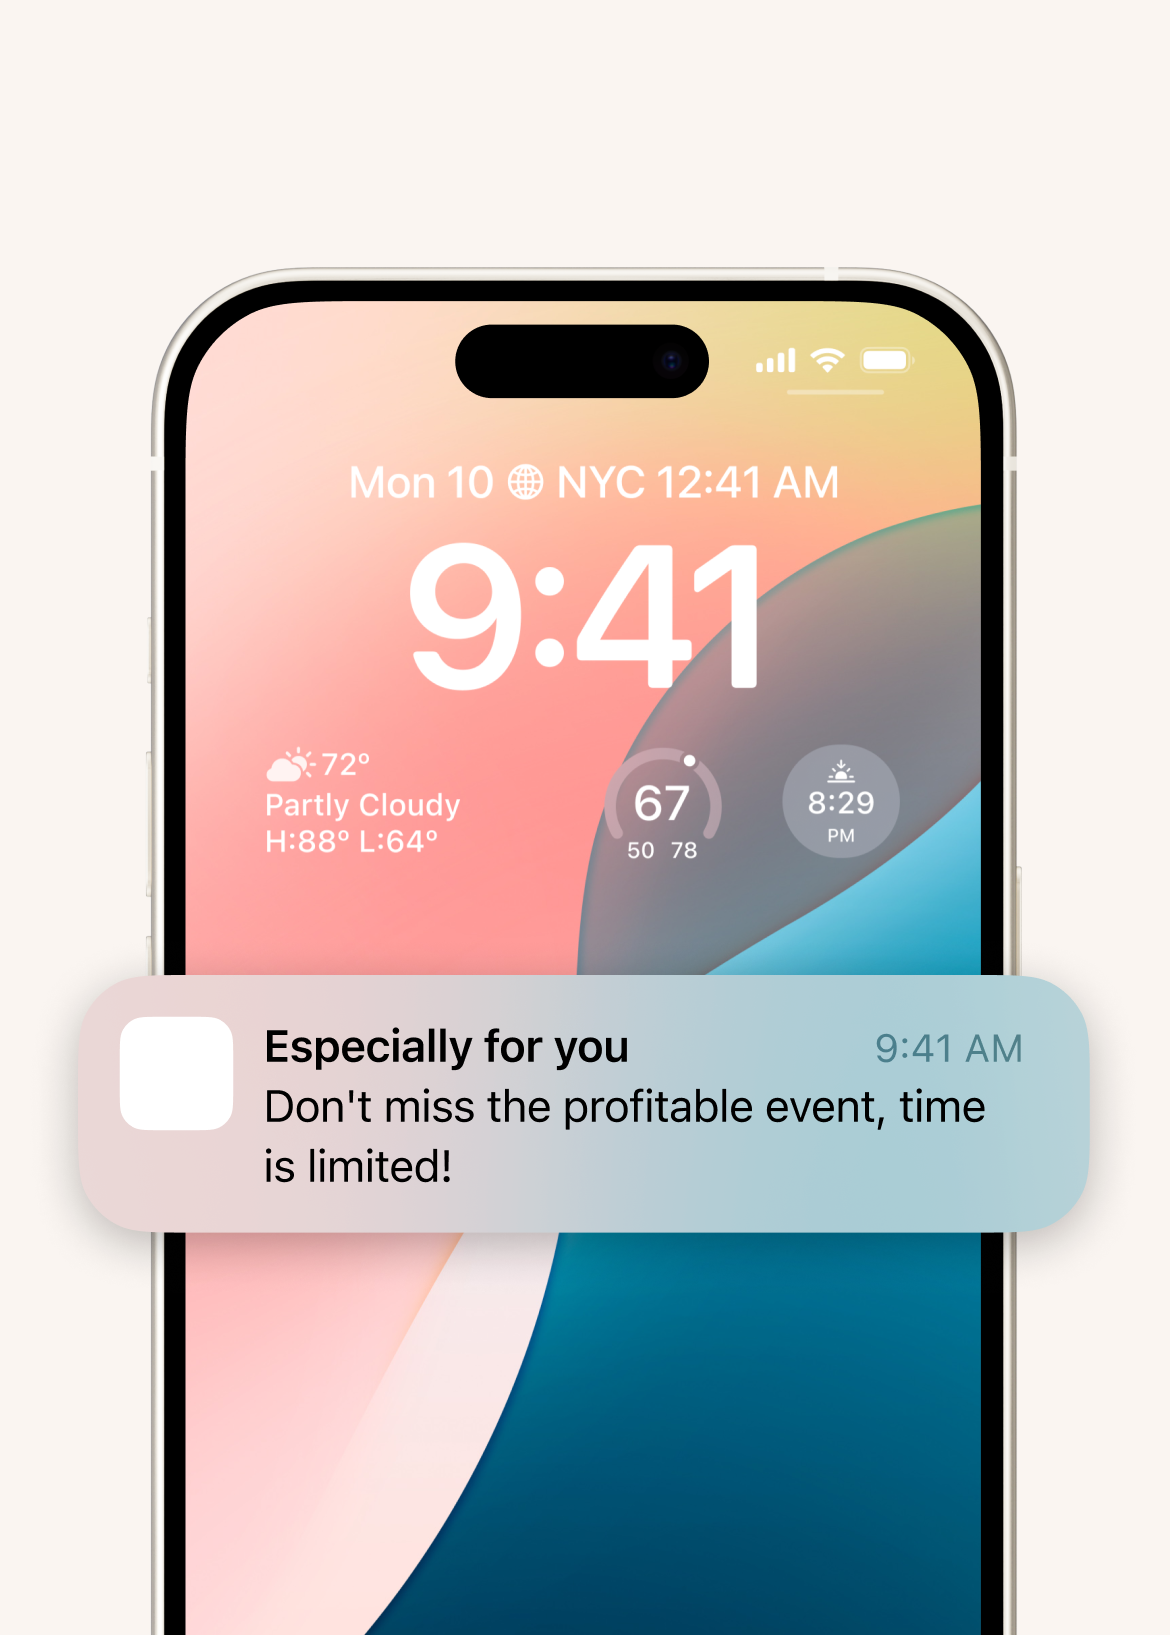 Mon 10 NYC 12:41 AM
9:41
72°
Partly Cloudy
H:88° L:64°
67
50 78
8:29
PM
Especially for you 9:41 AM
Don't miss the profitable event, time
is limited!